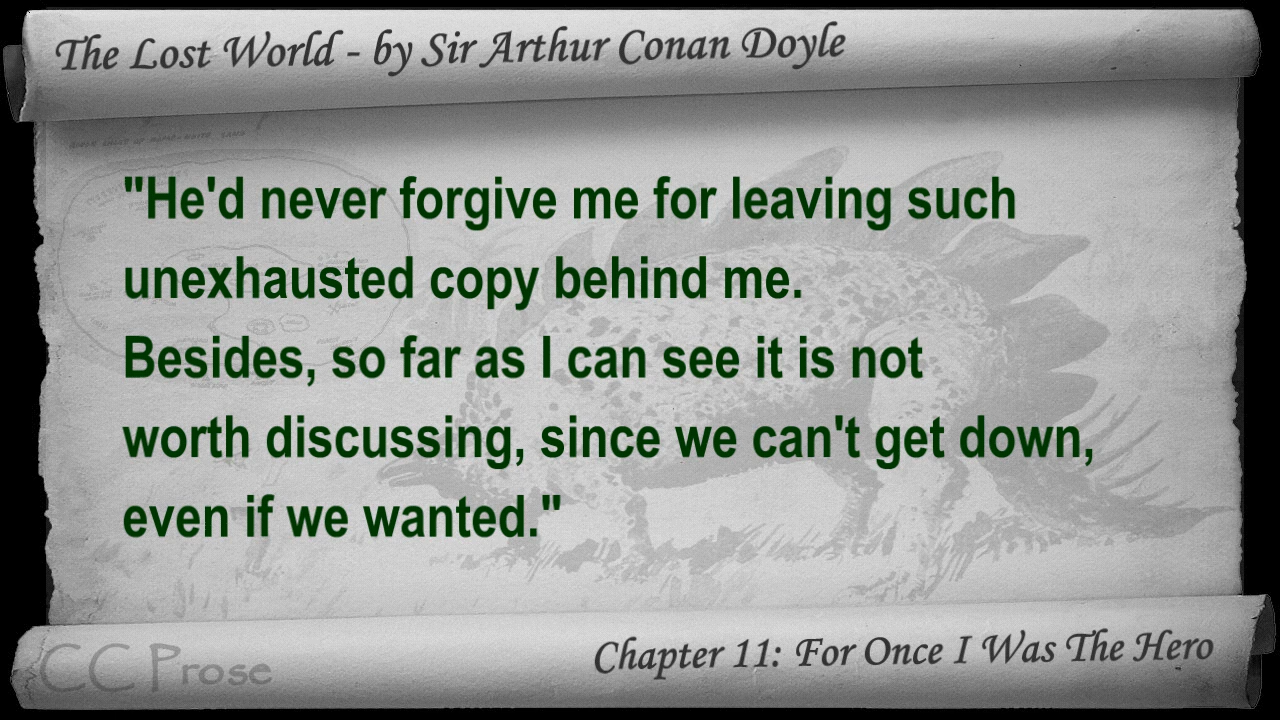 The Lost World - by Sir Arthur Conan Doyle
"He'd never forgive me for leaving such
unexhausted copy behind me.
Besides, so far as I can see it is not
worth discussing, since we can't get down,
even if we wanted."
CC Prose
Chapter 11: For Once I Was The Hero